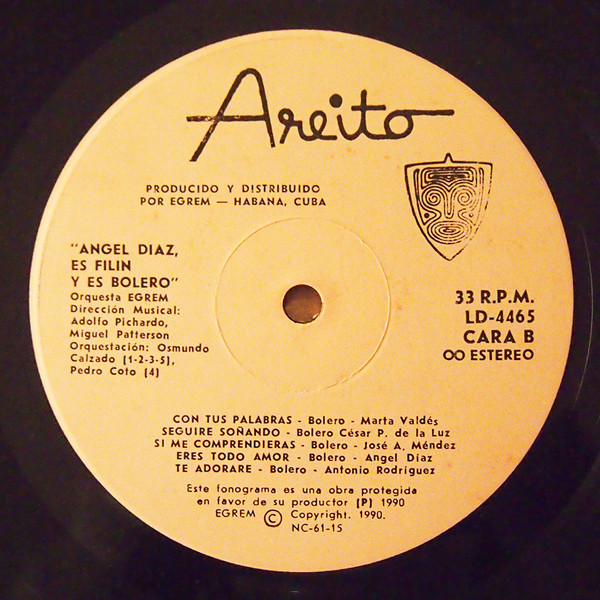 Areito
PRODUCIDO Y DISTRIBUIDO
POR EGREM — HABANA, CUBA
"ANGEL DIAZ,
ES FILIN
Y ES BOLERO"
Orquesta EGREM
Dirección Musical:
Adolfo Pichardo,
Miguel Patterson
Orquestación: Osmundo
Calzado (1-2-3-5),
Pedro Coto (4)
33 R.P.M.
LD-4465
CARA B
OO ESTEREO
CON TUS PALABRAS - Bolero - Marta Valdés
SEGUIRE SOÑANDO - Bolero César P. de la Luz
SI ME COMPRENDIERAS - Bolero - José A. Méndez
ERES TODO AMOR - Bolero - Angel Díaz
TE ADORARE - Bolero - Antonio Rodríguez
Este fonograma es una obra protegida
en favor de su productor (P) 1990
EGREM © Copyright. 1990.
NC-61-15